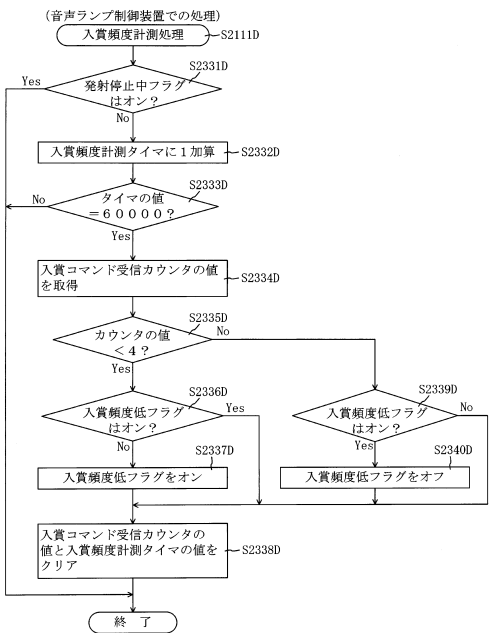 (音声ランプ制御装置での処理)
入賞頻度計測処理
S2111D
S2331D
発射停止中フラグ
はオン？
Yes
No
入賞頻度計測タイマに１加算
S2332D
S2333D
タイマの値
＝６００００？
No
Yes
入賞コマンド受信カウンタの値
を取得
S2334D
S2335D
カウンタの値
＜４？
No
Yes
S2336D
入賞頻度低フラグ
はオン？
Yes
No
S2339D
入賞頻度低フラグ
はオン？
No
Yes
S2337D
入賞頻度低フラグをオン
S2340D
入賞頻度低フラグをオフ
入賞コマンド受信カウンタの
値と入賞頻度計測タイマの値を
クリア
S2338D
終　了